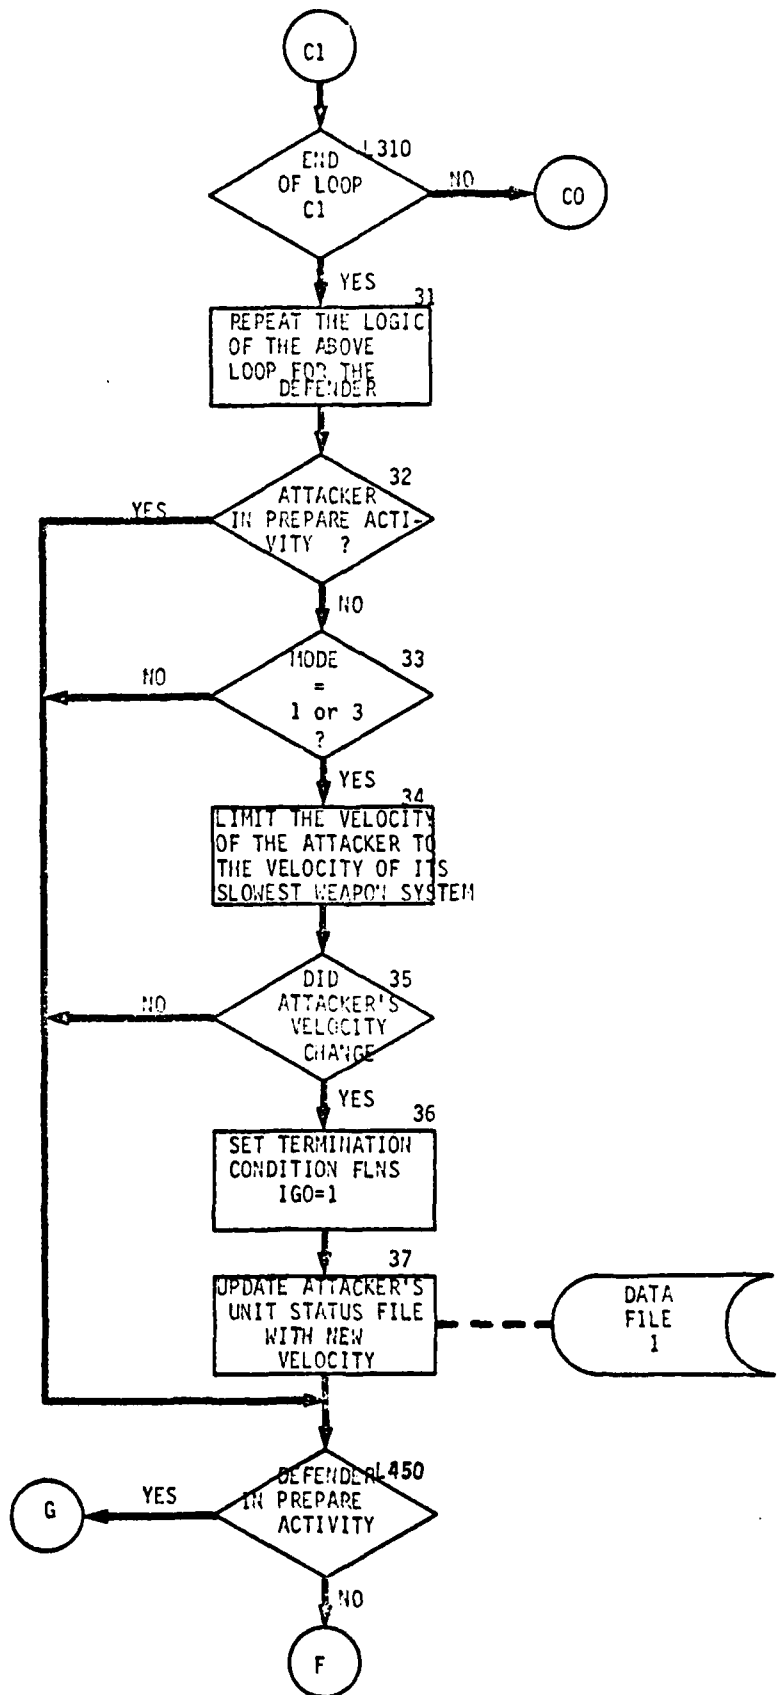 C1
L310
END
OF LOOP
C1
NO
C0
YES
31
REPEAT THE LOGIC
OF THE ABOVE
LOOP FOR THE
DEFENDER
32
ATTACKER
IN PREPARE ACTI-
VITY ?
YES
NO
33
MODE
=
1 or 3
?
NO
YES
34
LIMIT THE VELOCITY
OF THE ATTACKER TO
THE VELOCITY OF ITS
SLOWEST WEAPON SYSTEM
35
DID
ATTACKER'S
VELOCITY
CHANGE
NO
YES
36
SET TERMINATION
CONDITION FLNS
IGO=1
37
UPDATE ATTACKER'S
UNIT STATUS FILE
WITH NEW
VELOCITY
DATA
FILE
1
L450
DEFENDER
IN PREPARE
ACTIVITY
YES
G
NO
F